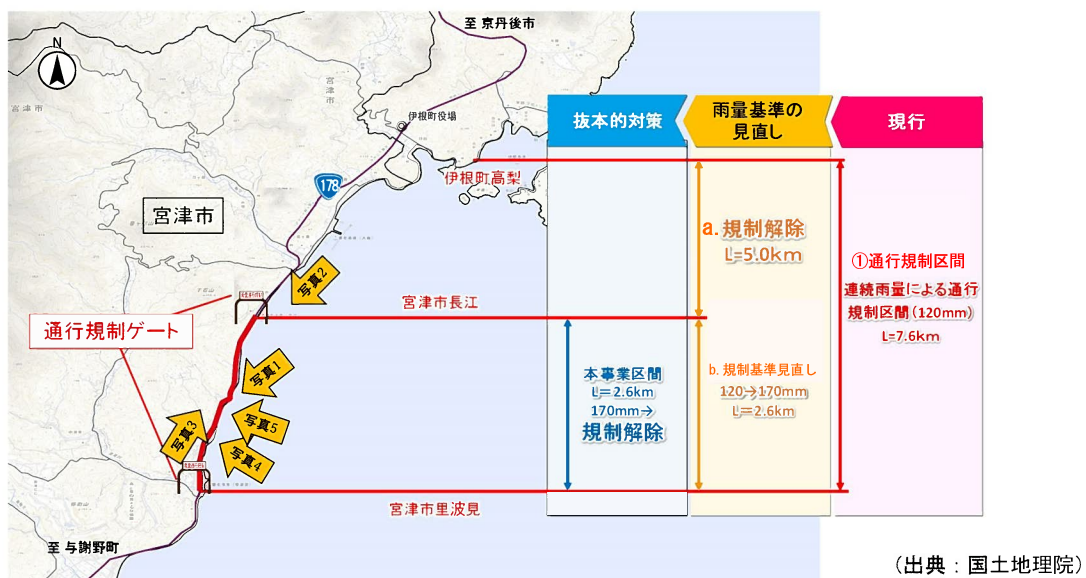 至 京丹後市
N
宮津市
宮津市
伊根町役場
抜本的対策
雨量基準の
見直し
現行
178
伊根町高梨
宮津市
a.規制解除
L=5.0km
①通行規制区間
連続雨量による通行
規制区間(120mm)
L=7.6km
写真2
宮津市長江
通行規制ゲート
写真1
本事業区間
L=2.6km
170mm→
規制解除
b.規制基準見直し
120→170mm
L=2.6km
写真3
写真5
写真4
宮津市里波見
至 与謝野町
(出典:国土地理院)